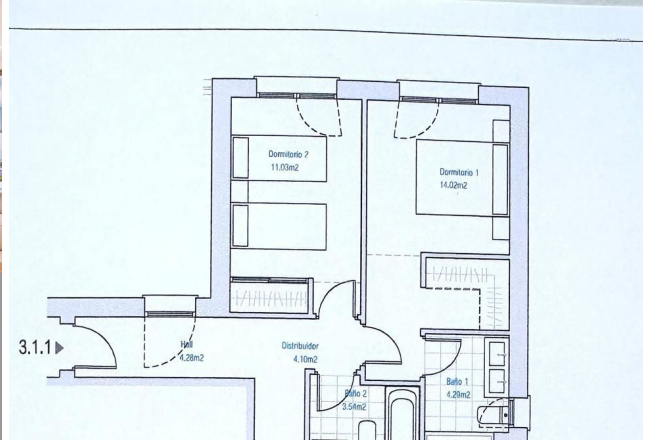 Dormitorio 2
11.03m2
Dormitorio 1
14.02m2
3.1.1
Hall
4.28m2
Distribuidor
4.10m2
Baño 2
3.54m2
Baño 1
4.29m2